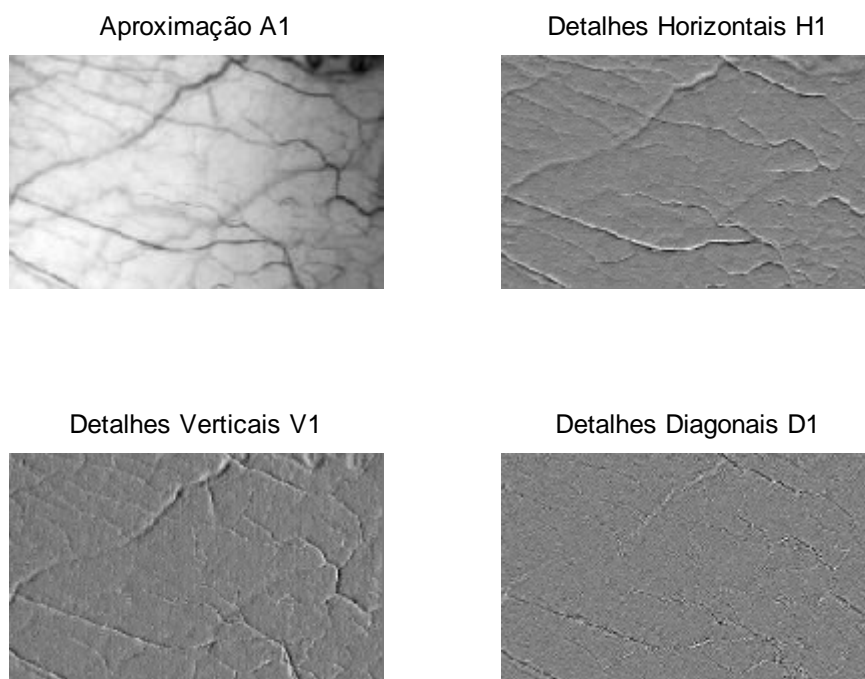 Aproximação A1
Detalhes Horizontais H1
Detalhes Verticais V1
Detalhes Diagonais D1